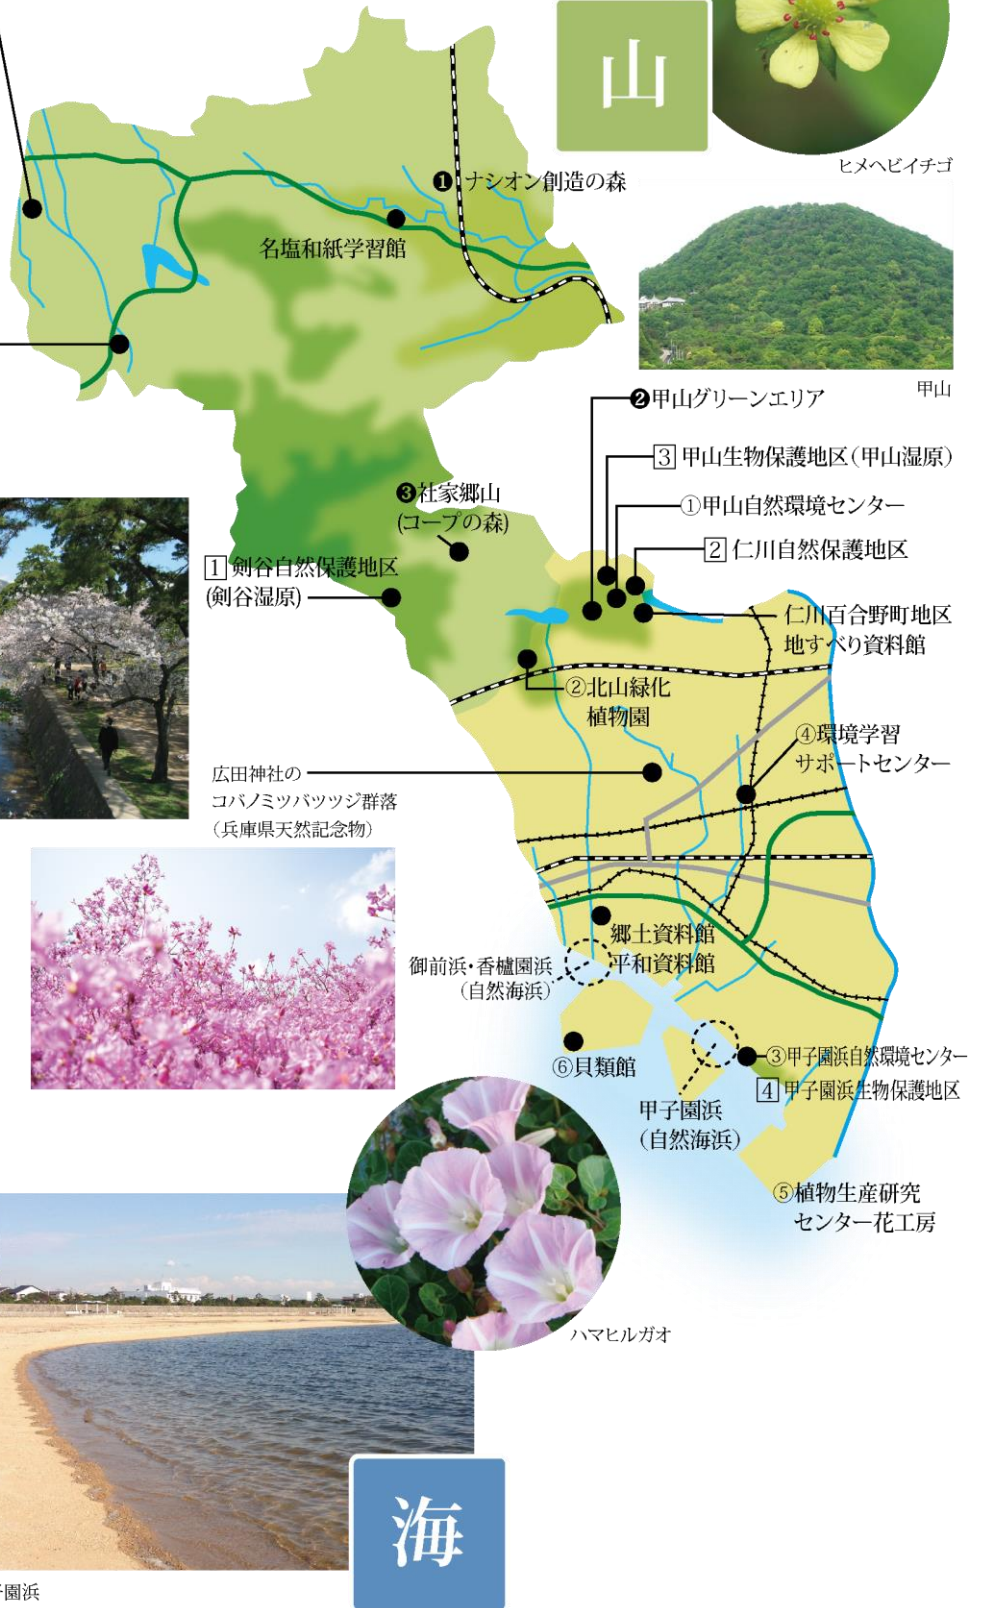 山
ヒメヘビイチゴ
❶ナシオン創造の森
名塩和紙学習館
甲山
❷甲山グリーンエリア
3 甲山生物保護地区(甲山湿原)
①甲山自然環境センター
2 仁川自然保護地区
❸社家郷山
(コープの森)
1 剣谷自然保護地区
(剣谷湿原)
仁川百合野町地区
地すべり資料館
②北山緑化
植物園
④環境学習
サポートセンター
広田神社の
コバノミツバツツジ群落
(兵庫県天然記念物)
郷土資料館
平和資料館
御前浜・香櫨園浜
(自然海浜)
⑥貝類館
③甲子園浜自然環境センター
4 甲子園浜生物保護地区
甲子園浜
(自然海浜)
⑤植物生産研究
センター花工房
ハマヒルガオ
海
子園浜